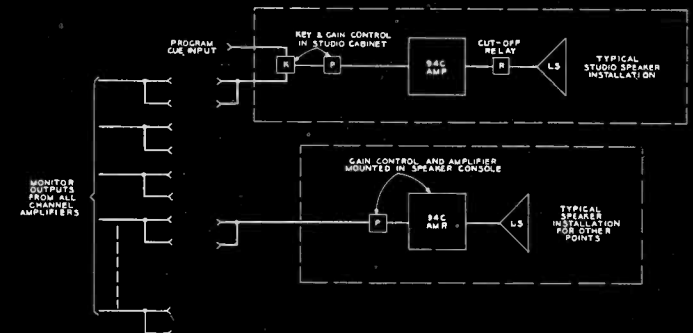 PROGRAM
CUE INPUT
KEY & GAIN CONTROL
IN STUDIO CABINET
K
P
94C
AMP
CUT-OFF
RELAY
R
LS
TYPICAL
STUDIO SPEAKER
INSTALLATION
MONITOR
OUTPUTS
FROM ALL
CHANNEL
AMPLIFIERS
GAIN CONTROL AND AMPLIFIER
MOUNTED IN SPEAKER CONSOLE
P
94C
AMP.
LS
TYPICAL
SPEAKER
INSTALLATION
FOR OTHER
POINTS